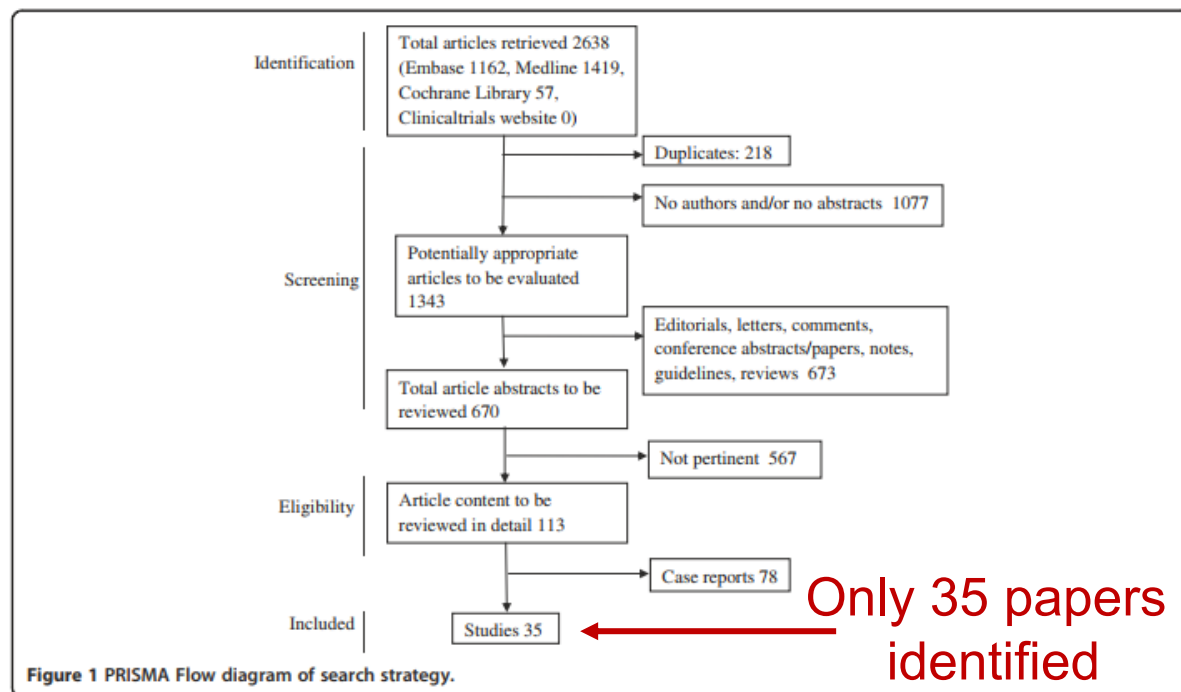 Identification
Total articles retrieved 2638
(Embase 1162, Medline 1419,
Cochrane Library 57,
Clinicaltrials website 0)
Duplicates: 218
No authors and/or no abstracts 1077
Screening
Potentially appropriate
articles to be evaluated
1343
Editorials, letters, comments,
conference abstracts/papers, notes,
guidelines, reviews 673
Total article abstracts to be
reviewed 670
Not pertinent 567
Eligibility
Article content to be
reviewed in detail 113
Case reports 78
Included
Studies 35
Only 35 papers
identified
Figure 1 PRISMA Flow diagram of search strategy.